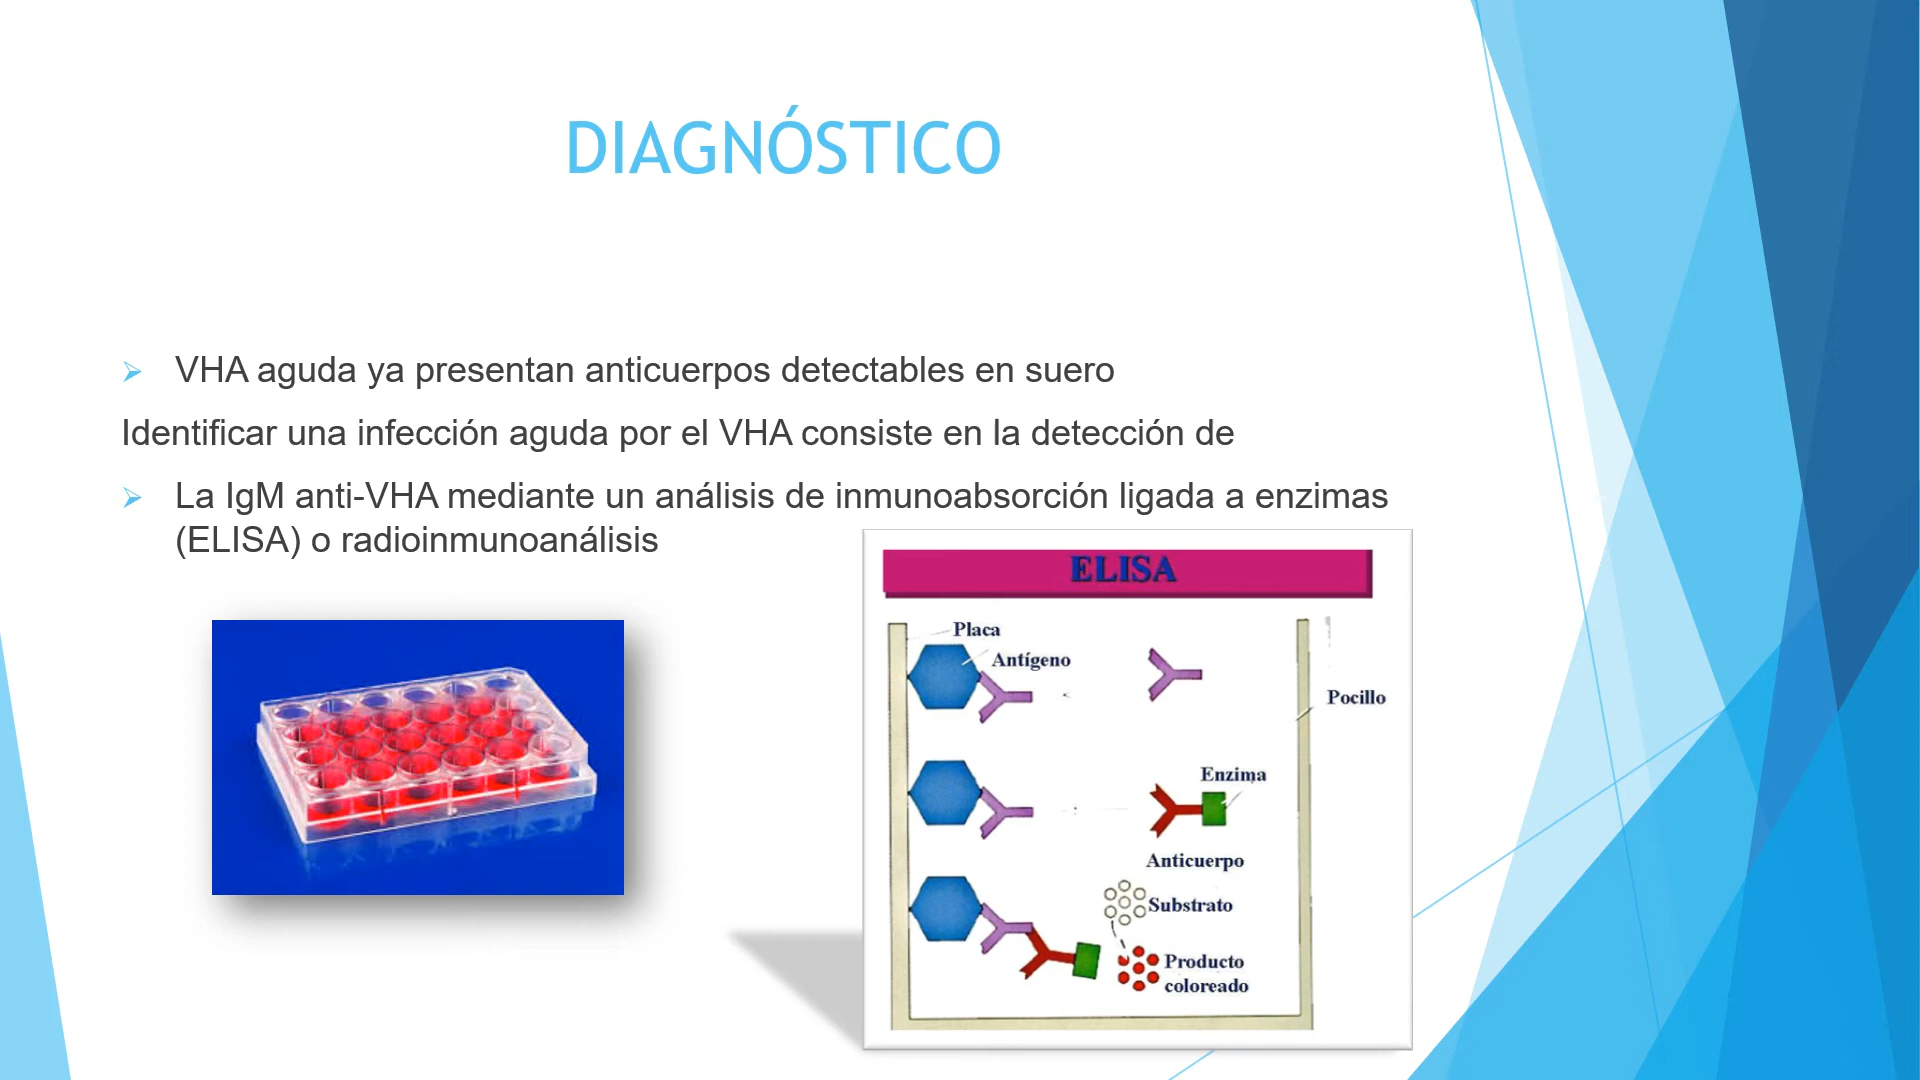 DIAGNÓSTICO
VHA aguda ya presentan anticuerpos detectables en suero
Identificar una infección aguda por el VHA consiste en la detección de
La IgM anti-VHA mediante un análisis de inmunoabsorción ligada a enzimas
(ELISA) o radioinmunoanálisis
ELISA
Placa
Antígeno
Pocillo
Enzima
Anticuerpo
Substrato
Producto
coloreado